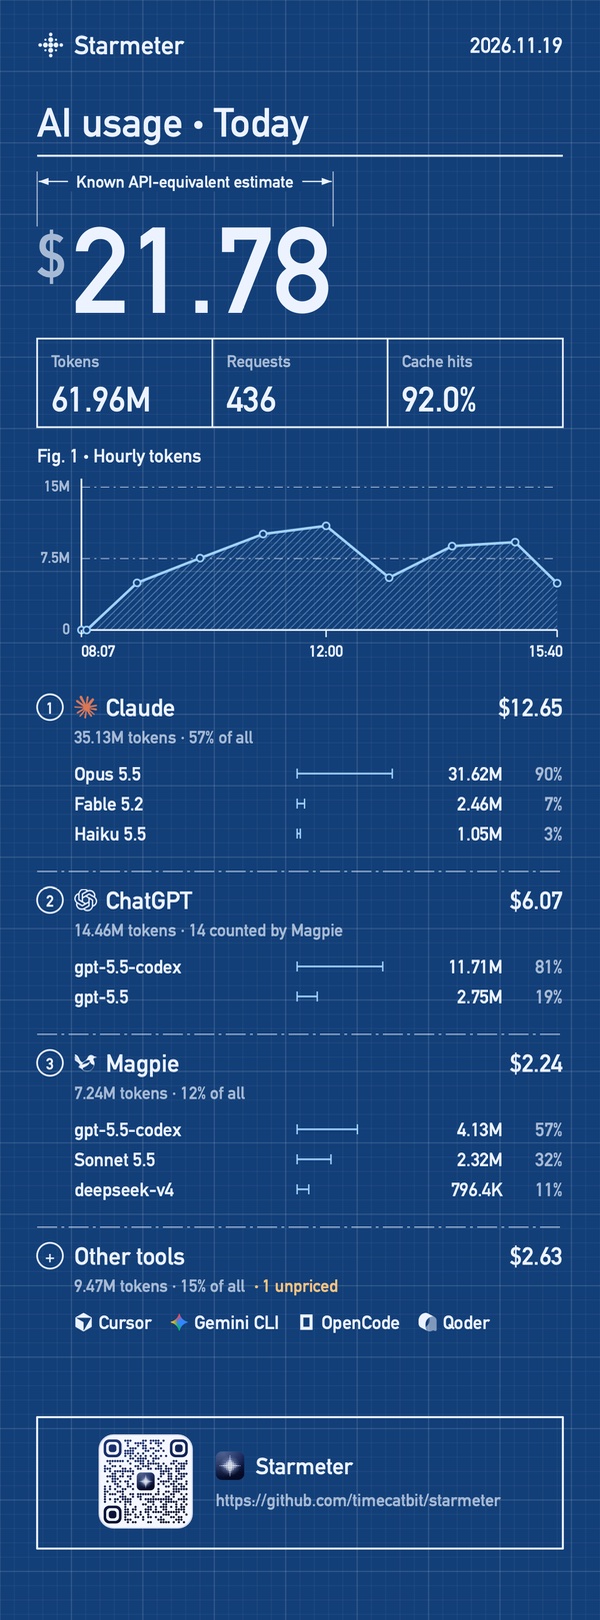 Starmeter 2026.11.19
AI usage • Today
Known API-equivalent estimate
$21.78
Tokens Requests Cache hits
61.96M 436 92.0%
Fig. 1 • Hourly tokens
15M
7.5M
0
08:07 12:00 15:40
1 Claude $12.65
35.13M tokens · 57% of all
Opus 5.5 31.62M 90%
Fable 5.2 2.46M 7%
Haiku 5.5 1.05M 3%
2 ChatGPT $6.07
14.46M tokens · 14 counted by Magpie
gpt-5.5-codex 11.71M 81%
gpt-5.5 2.75M 19%
3 Magpie $2.24
7.24M tokens · 12% of all
gpt-5.5-codex 4.13M 57%
Sonnet 5.5 2.32M 32%
deepseek-v4 796.4K 11%
+ Other tools $2.63
9.47M tokens · 15% of all · 1 unpriced
Cursor Gemini CLI OpenCode Qoder
Starmeter
https://github.com/timecatbit/starmeter